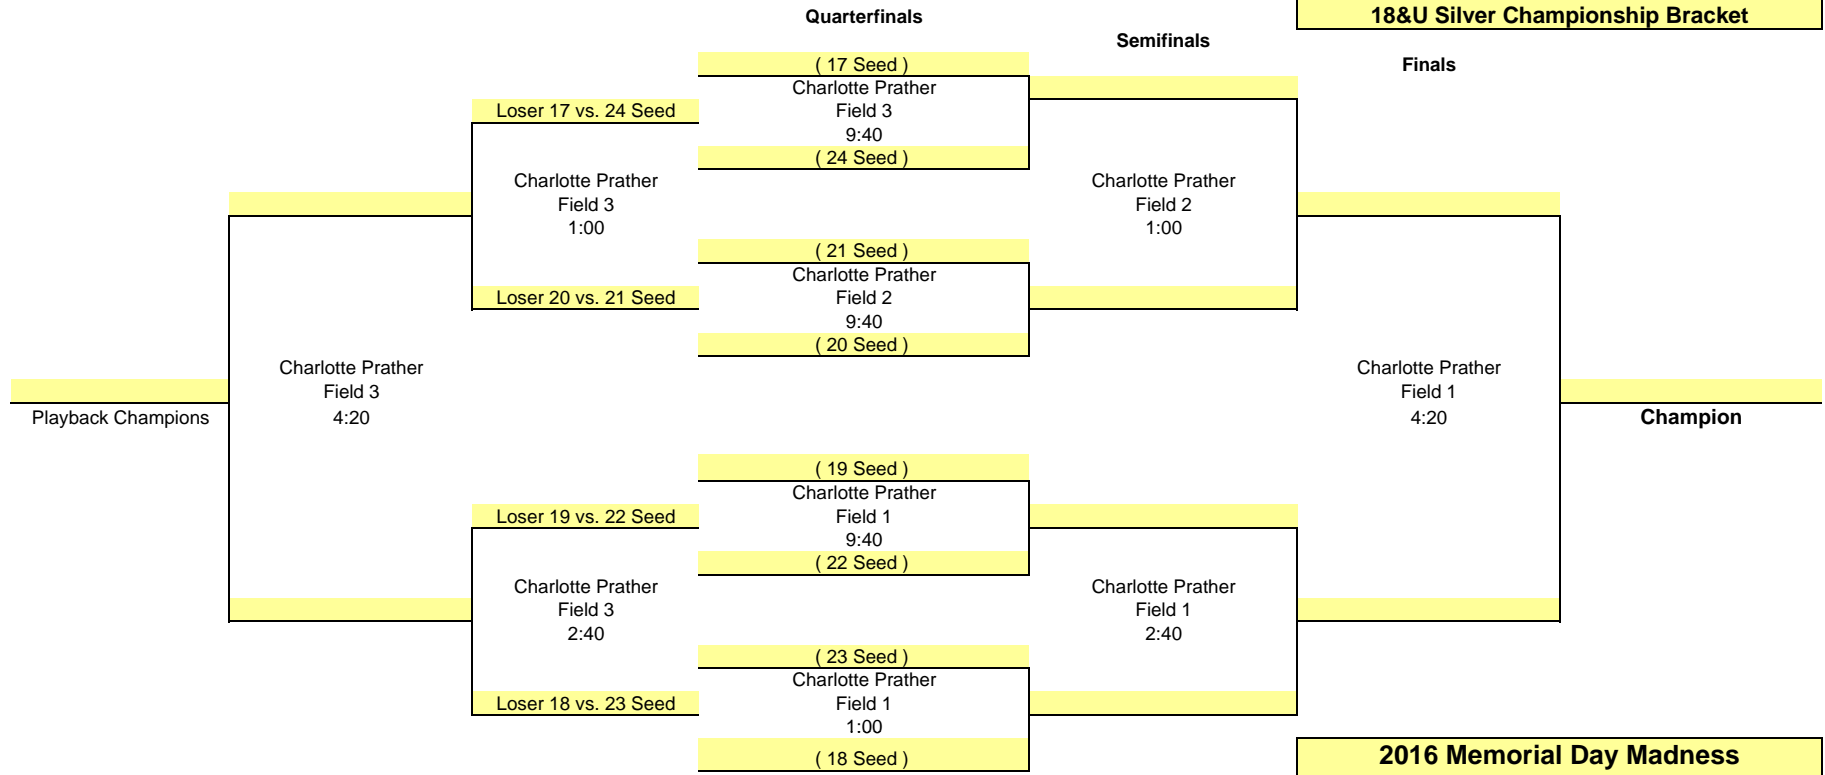 Quarterfinals
18&U Silver Championship Bracket
Semifinals
Finals
( 17 Seed )
Charlotte Prather
Loser 17 vs. 24 Seed
Field 3
9:40
( 24 Seed )
Charlotte Prather
Field 3
1:00
Charlotte Prather
Field 2
1:00
( 21 Seed )
Charlotte Prather
Loser 20 vs. 21 Seed
Field 2
9:40
( 20 Seed )
Charlotte Prather
Field 3
4:20
Playback Champions
Charlotte Prather
Field 1
4:20
Champion
( 19 Seed )
Charlotte Prather
Loser 19 vs. 22 Seed
Field 1
9:40
( 22 Seed )
Charlotte Prather
Field 3
2:40
Charlotte Prather
Field 1
2:40
( 23 Seed )
Charlotte Prather
Loser 18 vs. 23 Seed
Field 1
1:00
( 18 Seed )
2016 Memorial Day Madness